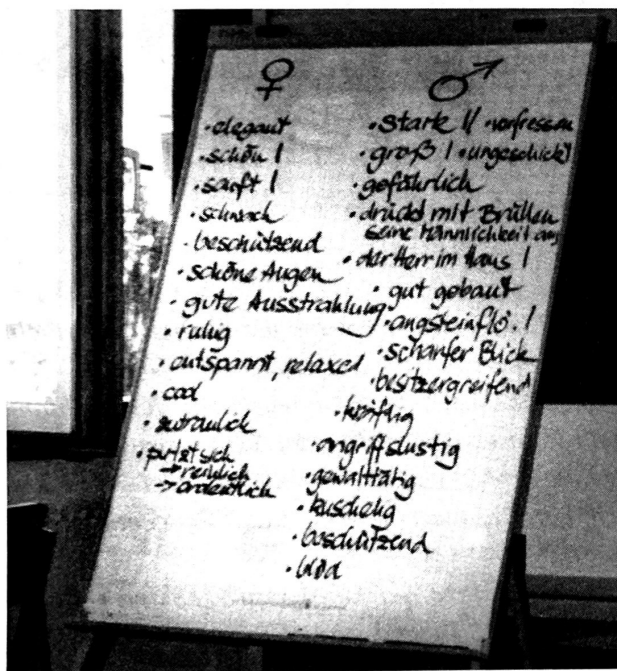 ♀
• elegant
• schön |
• sanft |
• schwach
• beschützend
• schöne Augen
• gute Ausstrahlung
• ruhig
• entspannt, relaxed
• cool
• zutraulich
• putzt sich
→ reinlich
→ ordentlich
♂
• stark || • verfressen
• groß | • ungeschickt
• gefährlich
• drückt mit Brüllen
seine Männlichkeit aus
• der Herr im Haus |
• gut gebaut
• angsteinflö. |
• scharfer Blick
• besitzergreifend
• kräftig
• angriffslustig
• gewalttätig
• kuschelig
• beschützend
• blöd